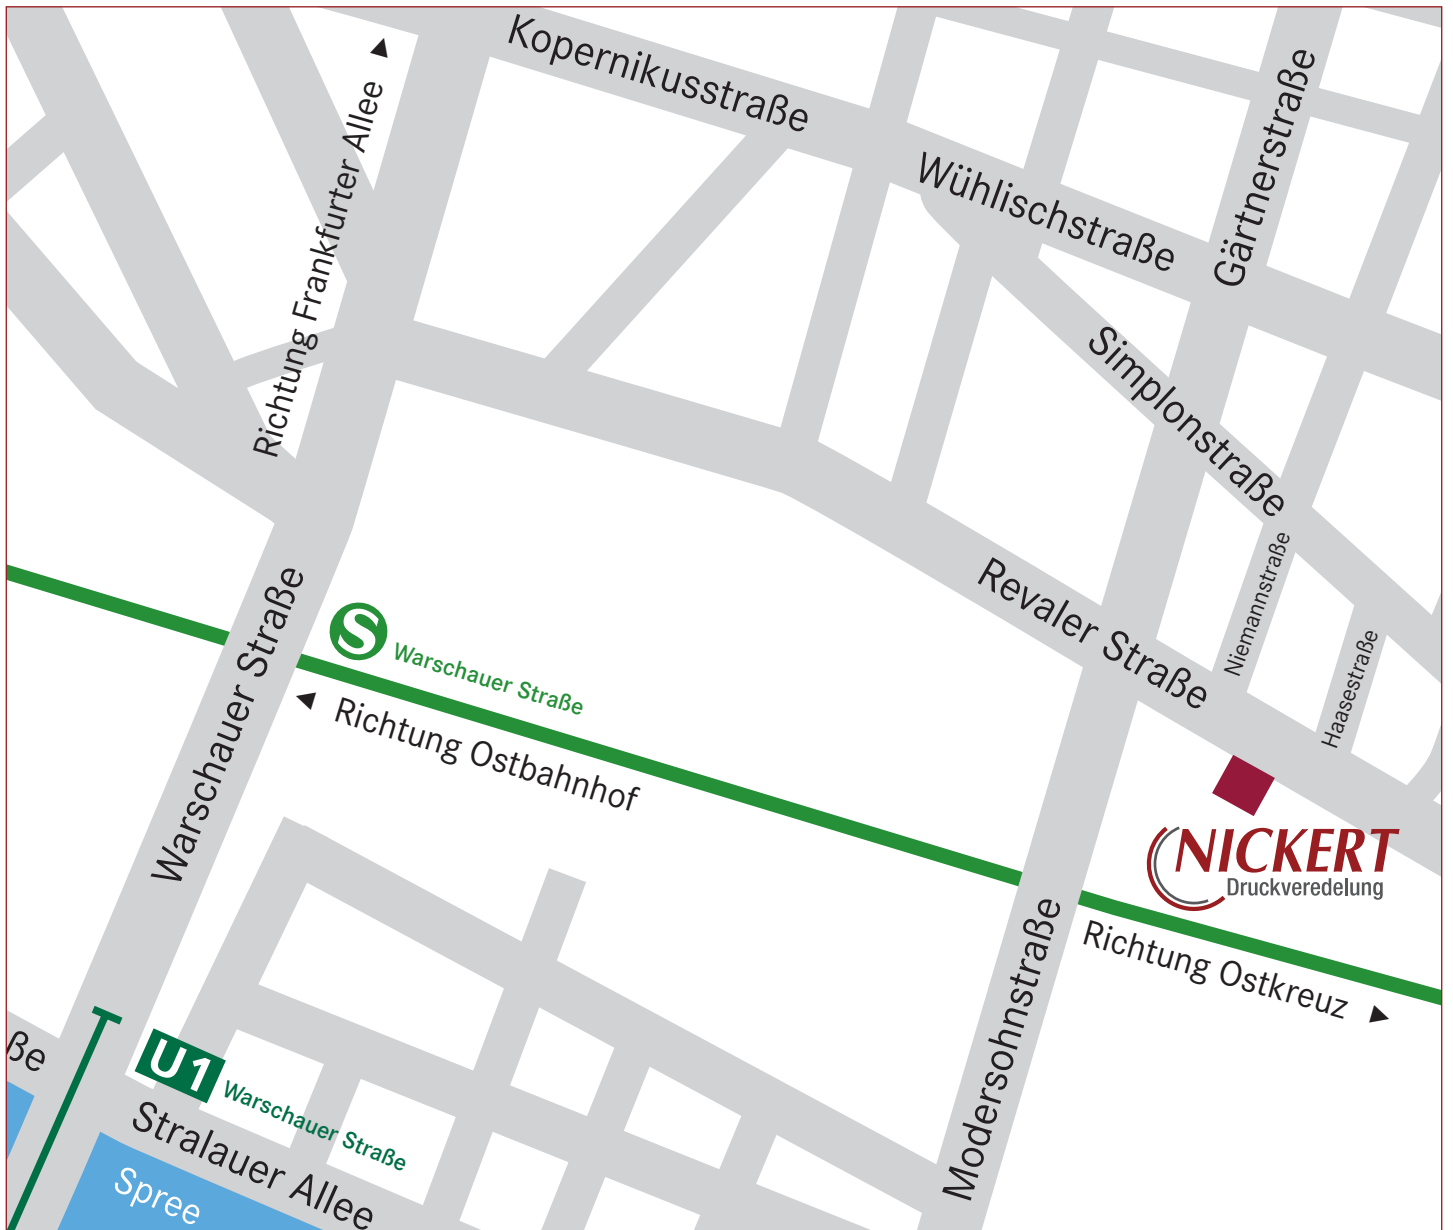 Kopernikusstraße
Richtung Frankfurter Allee
Wühlischstraße
Gärtnerstraße
Simplonstraße
Revaler Straße
Niemannstraße
Haasestraße
Warschauer Straße
S
Warschauer Straße
Richtung Ostbahnhof
NICKERT
Druckveredelung
Richtung Ostkreuz
Modersohnstraße
ße
U1
Warschauer Straße
Stralauer Allee
Spree